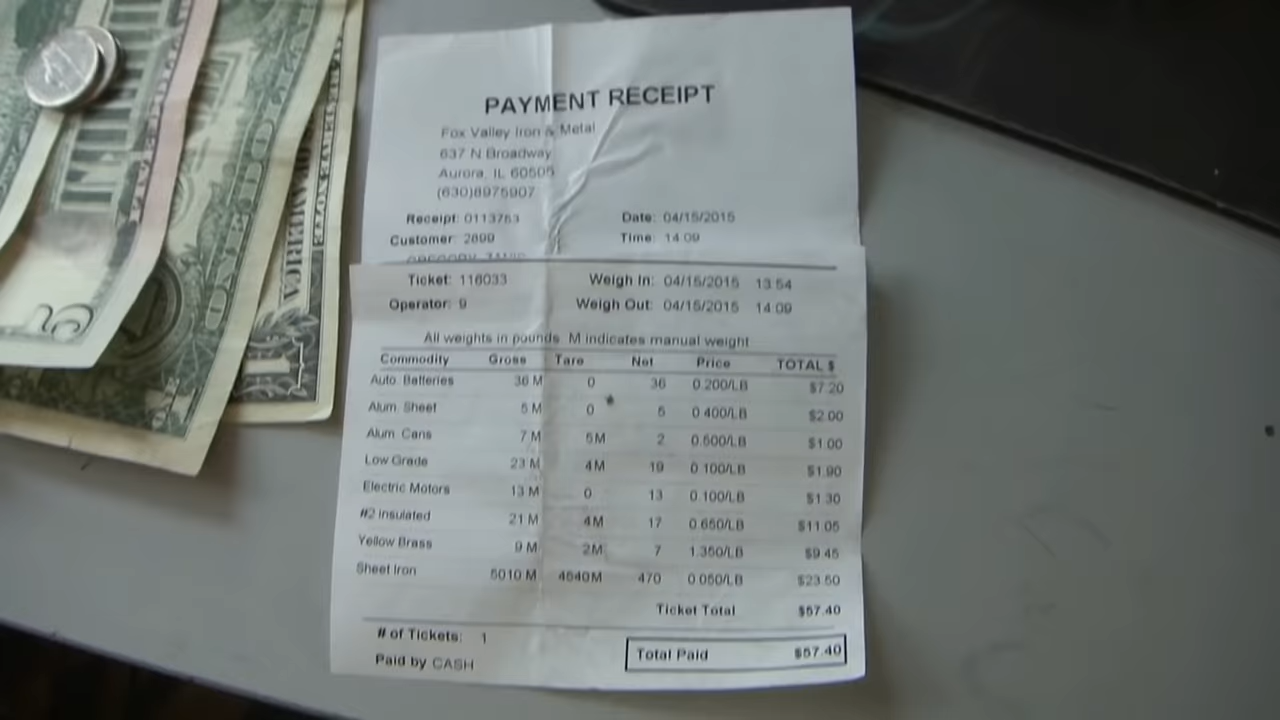 PAYMENT RECEIPT
Fox Valley Iron & Metal
637 N Broadway
Aurora, IL 60505
(630)8975907
Receipt: 0113763 Date: 04/15/2015
Customer: 2899 Time: 14:09
Ticket: 116033 Weigh In: 04/15/2015 13:54
Operator: 9 Weigh Out: 04/15/2015 14:09
All weights in pounds M indicates manual weight
Commodity Gross Tare Net Price TOTAL $
Auto Batteries 36 M 0 36 0.200/LB $7.20
Alum Sheet 5 M 0 5 0.400/LB $2.00
Alum Cans 7 M 5M 2 0.500/LB $1.00
Low Grade 23 M 4M 19 0.100/LB $1.90
Electric Motors 13 M 0 13 0.100/LB $1.30
#2 Insulated 21 M 4M 17 0.650/LB $11.05
Yellow Brass 9 M 2M 7 1.350/LB $9.45
Sheet Iron 5010 M 4540M 470 0.050/LB $23.50
Ticket Total $57.40
# of Tickets: 1
Paid by CASH
Total Paid $57.40
5
ONE DO
AMERICA
1